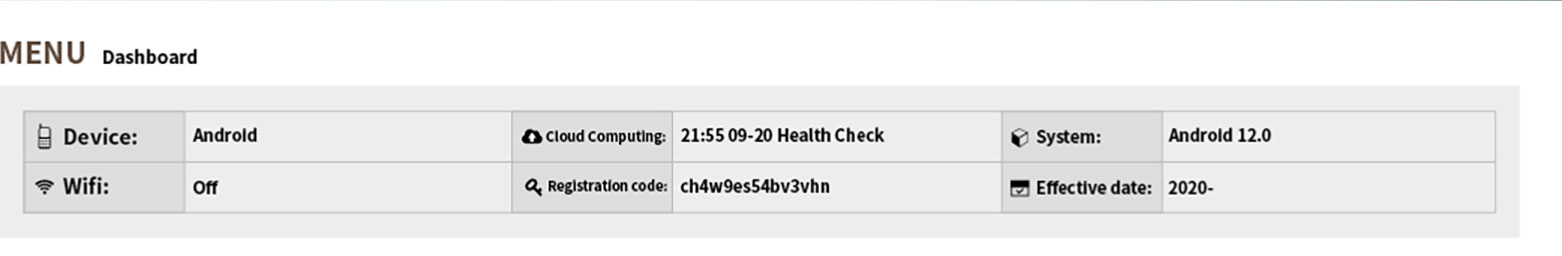 MENU Dashboard
Device: Android Cloud Computing: 21:55 09-20 Health Check System: Android 12.0
Wifi: Off Registration code: ch4w9es54bv3vhn Effective date: 2020-